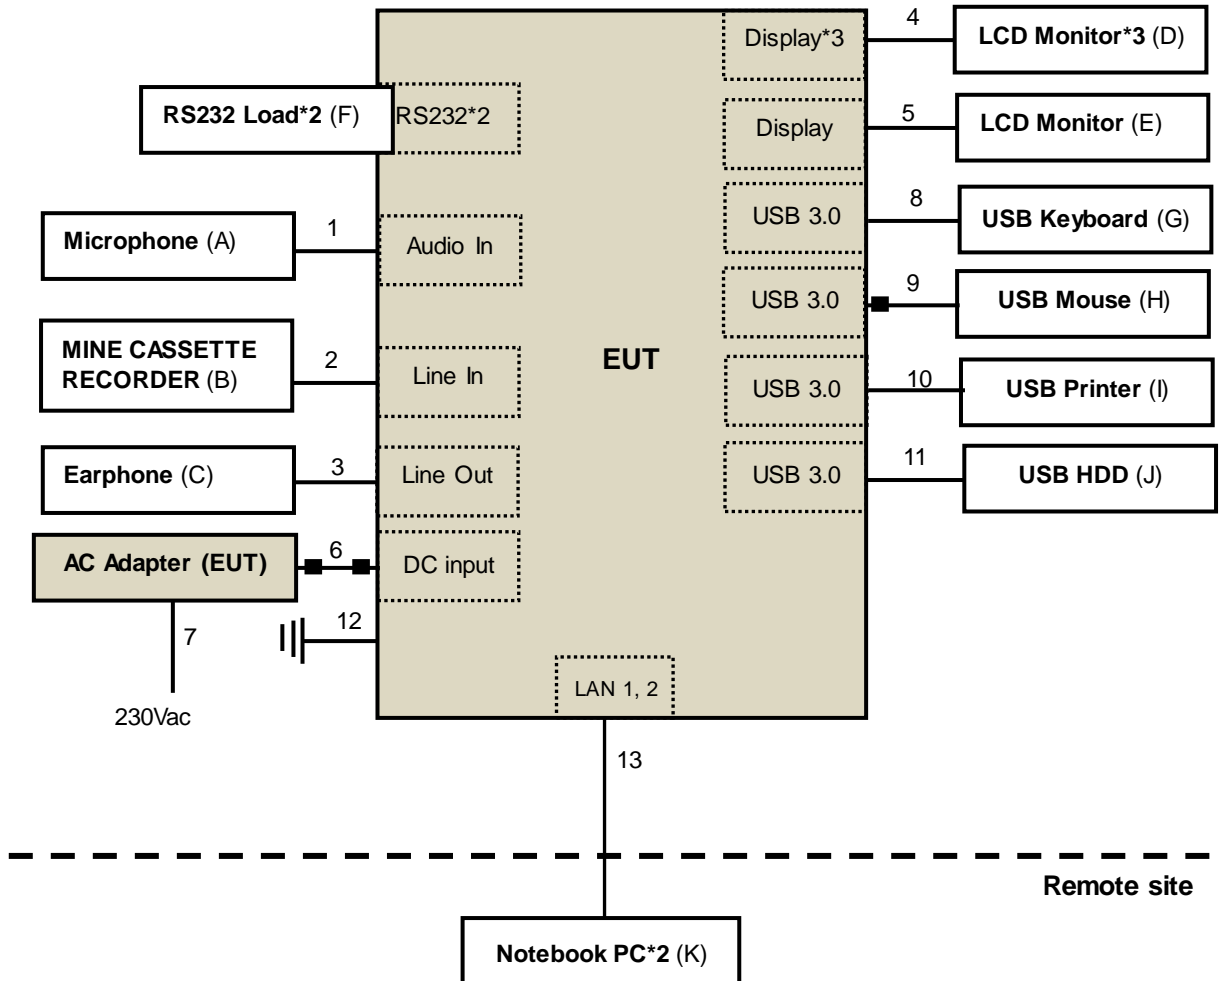 4
Display*3
LCD Monitor*3 (D)
RS232 Load*2 (F)
RS232*2
5
Display
LCD Monitor (E)
8
USB 3.0
USB Keyboard (G)
1
Microphone (A)
Audio In
9
USB 3.0
USB Mouse (H)
MINE CASSETTE
RECORDER (B)
2
Line In
EUT
10
USB 3.0
USB Printer (I)
3
Earphone (C)
Line Out
11
USB 3.0
USB HDD (J)
6
AC Adapter (EUT)
DC input
7
12
230Vac
LAN 1, 2
13
Remote site
Notebook PC*2 (K)